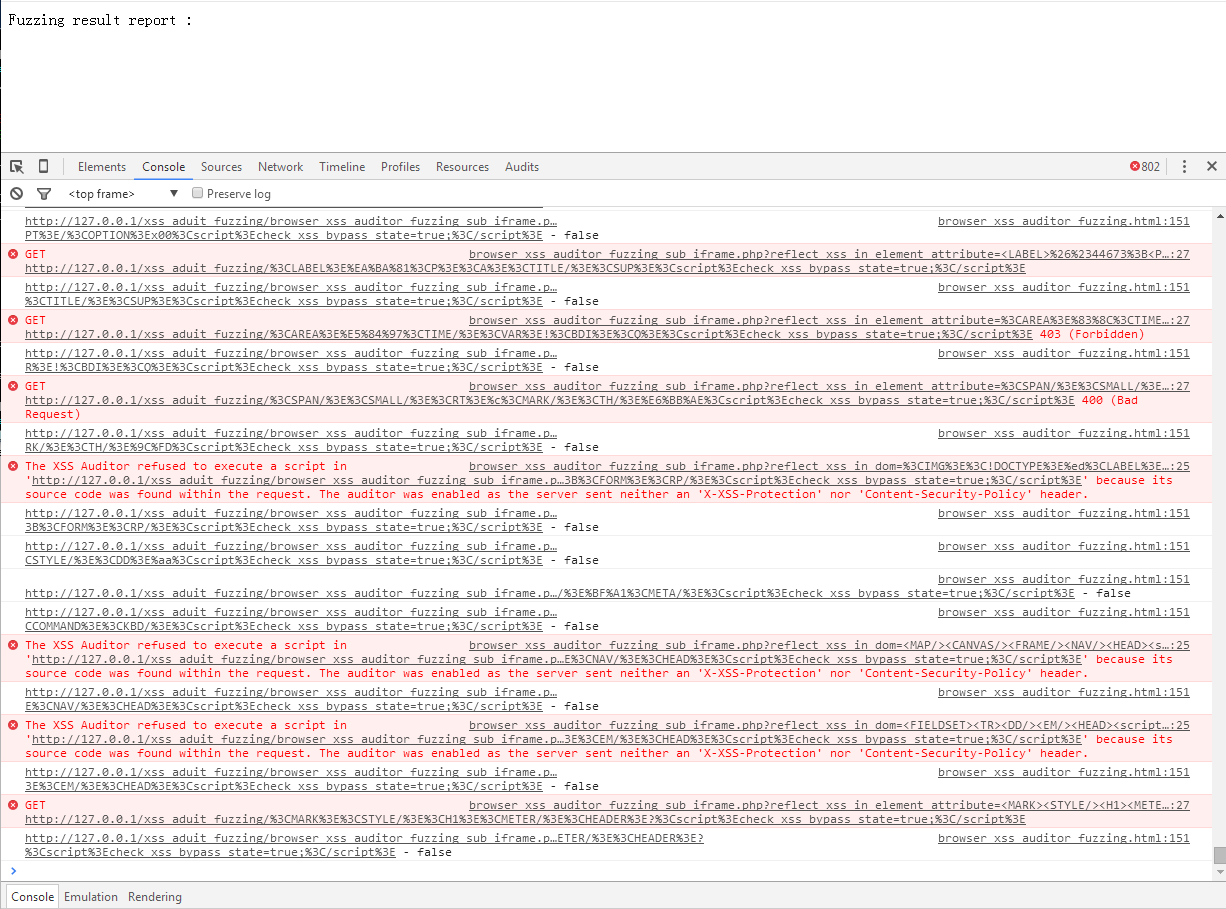 Fuzzing result report :
Elements Console Sources Network Timeline Profiles Resources Audits 802
<top frame> Preserve log
http://127.0.0.1/xss_aduit_fuzzing/browser_xss_auditor_fuzzing_sub_iframe.p… browser_xss_auditor_fuzzing.html:151
PT%3E/%3COPTION%3Ex00%3Cscript%3Echeck_xss_bypass_state=true;%3C/script%3E - false
GET browser_xss_auditor_fuzzing_sub_iframe.php?reflect_xss_in_element_attribute=<LABEL>%26%2344673%3B<P…:27
http://127.0.0.1/xss_aduit_fuzzing/%3CLABEL%3E%EA%BA%81%3CP%3E%3CA%3E%3CTITLE/%3E%3CSUP%3E%3Cscript%3Echeck_xss_bypass_state=true;%3C/script%3E
http://127.0.0.1/xss_aduit_fuzzing/browser_xss_auditor_fuzzing_sub_iframe.p… browser_xss_auditor_fuzzing.html:151
%3CTITLE/%3E%3CSUP%3E%3Cscript%3Echeck_xss_bypass_state=true;%3C/script%3E - false
GET browser_xss_auditor_fuzzing_sub_iframe.php?reflect_xss_in_element_attribute=%3CAREA%3E%83%8C%3CTIME…:27
http://127.0.0.1/xss_aduit_fuzzing/%3CAREA%3E%E5%84%97%3CTIME/%3E%3CVAR%3E!%3CBDI%3E%3CQ%3E%3Cscript%3Echeck_xss_bypass_state=true;%3C/script%3E 403 (Forbidden)
http://127.0.0.1/xss_aduit_fuzzing/browser_xss_auditor_fuzzing_sub_iframe.p… browser_xss_auditor_fuzzing.html:151
R%3E!%3CBDI%3E%3CQ%3E%3Cscript%3Echeck_xss_bypass_state=true;%3C/script%3E - false
GET browser_xss_auditor_fuzzing_sub_iframe.php?reflect_xss_in_element_attribute=%3CSPAN/%3E%3CSMALL/%3E…:27
http://127.0.0.1/xss_aduit_fuzzing/%3CSPAN/%3E%3CSMALL/%3E%3CRT%3E%c%3CMARK/%3E%3CTH/%3E%E6%BB%AE%3Cscript%3Echeck_xss_bypass_state=true;%3C/script%3E 400 (Bad
Request)
http://127.0.0.1/xss_aduit_fuzzing/browser_xss_auditor_fuzzing_sub_iframe.p… browser_xss_auditor_fuzzing.html:151
RK/%3E%3CTH/%3E%9C%FD%3Cscript%3Echeck_xss_bypass_state=true;%3C/script%3E - false
The XSS Auditor refused to execute a script in browser_xss_auditor_fuzzing_sub_iframe.php?reflect_xss_in_dom=%3CIMG%3E%3C!DOCTYPE%3E%ed%3CLABEL%3E…:25
'http://127.0.0.1/xss_aduit_fuzzing/browser_xss_auditor_fuzzing_sub_iframe.p…3B%3CFORM%3E%3CRP/%3E%3Cscript%3Echeck_xss_bypass_state=true;%3C/script%3E' because its
source code was found within the request. The auditor was enabled as the server sent neither an 'X-XSS-Protection' nor 'Content-Security-Policy' header.
http://127.0.0.1/xss_aduit_fuzzing/browser_xss_auditor_fuzzing_sub_iframe.p… browser_xss_auditor_fuzzing.html:151
3B%3CFORM%3E%3CRP/%3E%3Cscript%3Echeck_xss_bypass_state=true;%3C/script%3E - false
http://127.0.0.1/xss_aduit_fuzzing/browser_xss_auditor_fuzzing_sub_iframe.p… browser_xss_auditor_fuzzing.html:151
CSTYLE/%3E%3CDD%3E%aa%3Cscript%3Echeck_xss_bypass_state=true;%3C/script%3E - false
browser_xss_auditor_fuzzing.html:151
http://127.0.0.1/xss_aduit_fuzzing/browser_xss_auditor_fuzzing_sub_iframe.p…/%3E%BF%A1%3CMETA/%3E%3Cscript%3Echeck_xss_bypass_state=true;%3C/script%3E - false
http://127.0.0.1/xss_aduit_fuzzing/browser_xss_auditor_fuzzing_sub_iframe.p… browser_xss_auditor_fuzzing.html:151
CCOMMAND%3E%3CKBD/%3E%3Cscript%3Echeck_xss_bypass_state=true;%3C/script%3E - false
The XSS Auditor refused to execute a script in browser_xss_auditor_fuzzing_sub_iframe.php?reflect_xss_in_dom=<MAP/><CANVAS/><FRAME/><NAV/><HEAD><s…:25
'http://127.0.0.1/xss_aduit_fuzzing/browser_xss_auditor_fuzzing_sub_iframe.p…E%3CNAV/%3E%3CHEAD%3E%3Cscript%3Echeck_xss_bypass_state=true;%3C/script%3E' because its
source code was found within the request. The auditor was enabled as the server sent neither an 'X-XSS-Protection' nor 'Content-Security-Policy' header.
http://127.0.0.1/xss_aduit_fuzzing/browser_xss_auditor_fuzzing_sub_iframe.p… browser_xss_auditor_fuzzing.html:151
E%3CNAV/%3E%3CHEAD%3E%3Cscript%3Echeck_xss_bypass_state=true;%3C/script%3E - false
The XSS Auditor refused to execute a script in browser_xss_auditor_fuzzing_sub_iframe.php?reflect_xss_in_dom=<FIELDSET><TR><DD/><EM/><HEAD><script…:25
'http://127.0.0.1/xss_aduit_fuzzing/browser_xss_auditor_fuzzing_sub_iframe.p…3E%3CEM/%3E%3CHEAD%3E%3Cscript%3Echeck_xss_bypass_state=true;%3C/script%3E' because its
source code was found within the request. The auditor was enabled as the server sent neither an 'X-XSS-Protection' nor 'Content-Security-Policy' header.
http://127.0.0.1/xss_aduit_fuzzing/browser_xss_auditor_fuzzing_sub_iframe.p… browser_xss_auditor_fuzzing.html:151
3E%3CEM/%3E%3CHEAD%3E%3Cscript%3Echeck_xss_bypass_state=true;%3C/script%3E - false
GET browser_xss_auditor_fuzzing_sub_iframe.php?reflect_xss_in_element_attribute=<MARK><STYLE/><H1><METE…:27
http://127.0.0.1/xss_aduit_fuzzing/%3CMARK%3E%3CSTYLE/%3E%3CH1%3E%3CMETER/%3E%3CHEADER%3E?%3Cscript%3Echeck_xss_bypass_state=true;%3C/script%3E
http://127.0.0.1/xss_aduit_fuzzing/browser_xss_auditor_fuzzing_sub_iframe.p…ETER/%3E%3CHEADER%3E? browser_xss_auditor_fuzzing.html:151
%3Cscript%3Echeck_xss_bypass_state=true;%3C/script%3E - false
Console Emulation Rendering